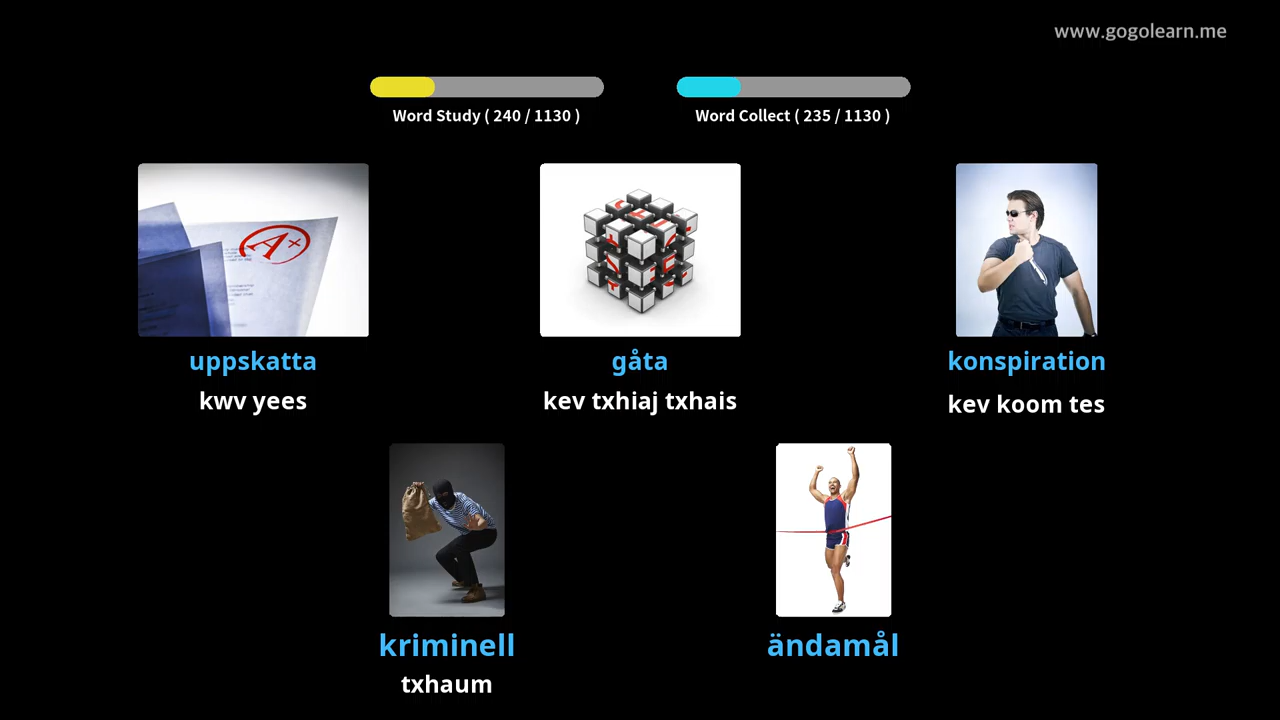 www.gogolearn.me
Word Study ( 240 / 1130 )
Word Collect ( 235 / 1130 )
A+
uppskatta
kwv yees
gåta
kev txhiaj txhais
konspiration
kev koom tes
kriminell
txhaum
ändamål